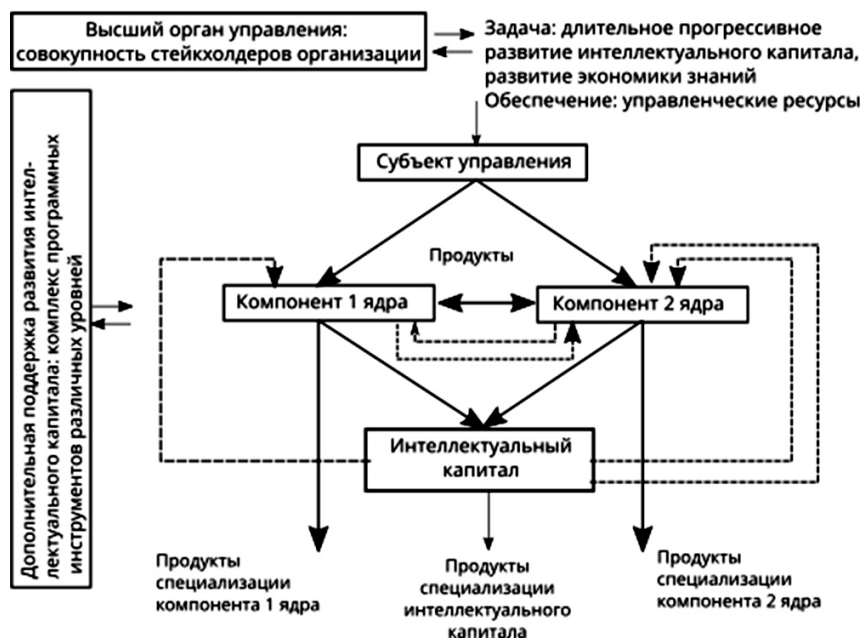 Высший орган управления:
совокупность стейкхолдеров организации
Задача: длительное прогрессивное
развитие интеллектуального капитала,
развитие экономики знаний
Обеспечение: управленческие ресурсы
Дополнительная поддержка развития интел-
лектуального капитала: комплекс программных
инструментов различных уровней
Субъект управления
Продукты
Компонент 1 ядра
Компонент 2 ядра
Интеллектуальный
капитал
Продукты
специализации
компонента 1 ядра
Продукты
специализации
интеллектуального
капитала
Продукты
специализации
компонента 2 ядра